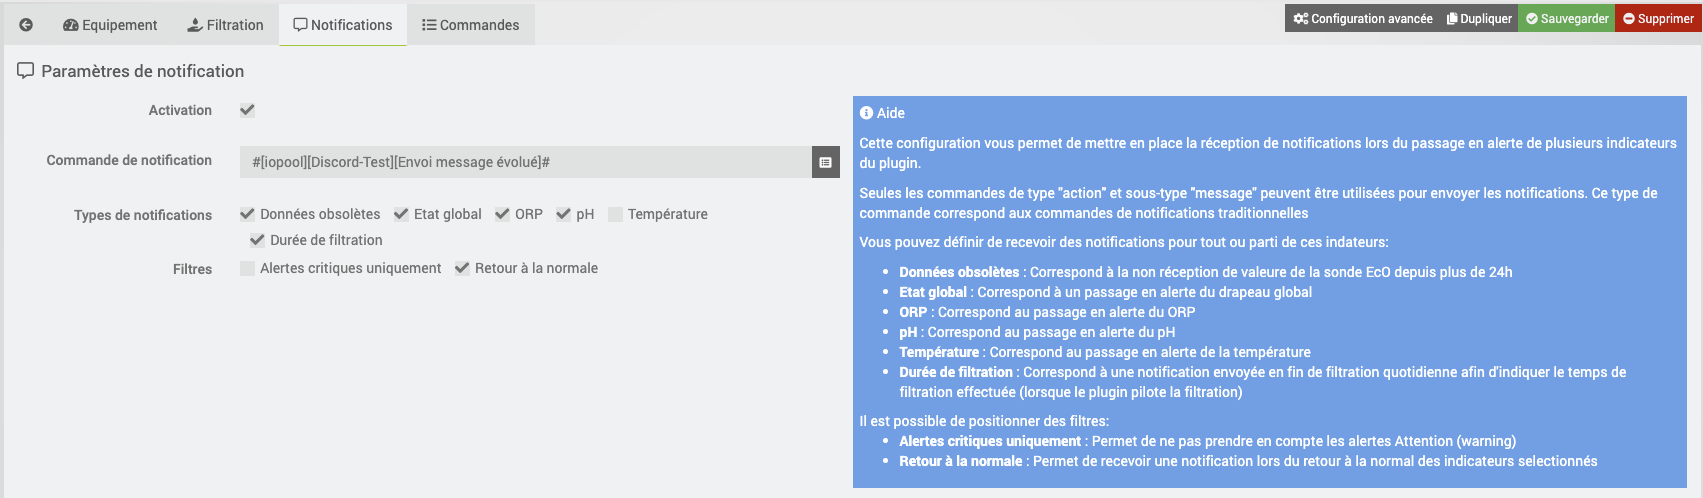 Equipement
Filtration
Notifications
Commandes
Configuration avancée
Dupliquer
Sauvegarder
Supprimer
Paramètres de notification
Activation
Commande de notification
#[iopool][Discord-Test][Envoi message évolué]#
Types de notifications
Données obsolètes
Etat global
ORP
pH
Température
Durée de filtration
Filtres
Alertes critiques uniquement
Retour à la normale
Aide
Cette configuration vous permet de mettre en place la réception de notifications lors du passage en alerte de plusieurs indicateurs
du plugin.
Seules les commandes de type "action" et sous-type "message" peuvent être utilisées pour envoyer les notifications. Ce type de
commande correspond aux commandes de notifications traditionnelles
Vous pouvez définir de recevoir des notifications pour tout ou parti de ces indateurs:
• Données obsolètes : Correspond à la non réception de valeure de la sonde EcO depuis plus de 24h
• Etat global : Correspond à un passage en alerte du drapeau global
• ORP : Correspond au passage en alerte du ORP
• pH : Correspond au passage en alerte du pH
• Température : Correspond au passage en alerte de la température
• Durée de filtration : Correspond à une notification envoyée en fin de filtration quotidienne afin d'indiquer le temps de
filtration effectuée (lorsque le plugin pilote la filtration)
Il est possible de positionner des filtres:
• Alertes critiques uniquement : Permet de ne pas prendre en compte les alertes Attention (warning)
• Retour à la normale : Permet de recevoir une notification lors du retour à la normal des indicateurs selectionnés